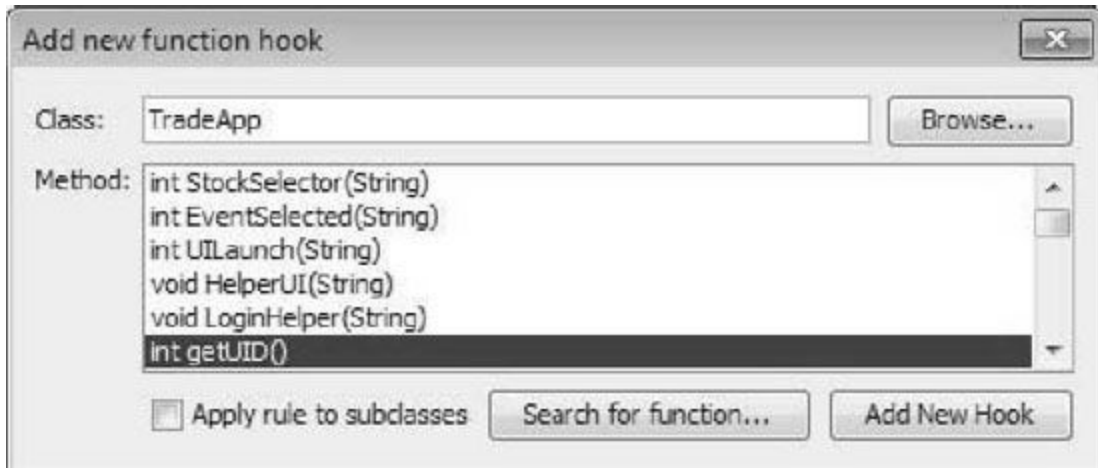 Add new function hook
Class: TradeApp Browse...
Method: int StockSelector(String)
int EventSelected(String)
int UILaunch(String)
void HelperUI(String)
void LoginHelper(String)
int getUID()
Apply rule to subclasses Search for function... Add New Hook